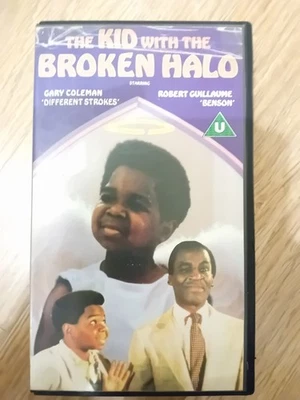 THE KID WITH THE
BROKEN HALO
STARRING
GARY COLEMAN
'DIFFERENT STROKES'
ROBERT GUILLAUME
'BENSON'
U